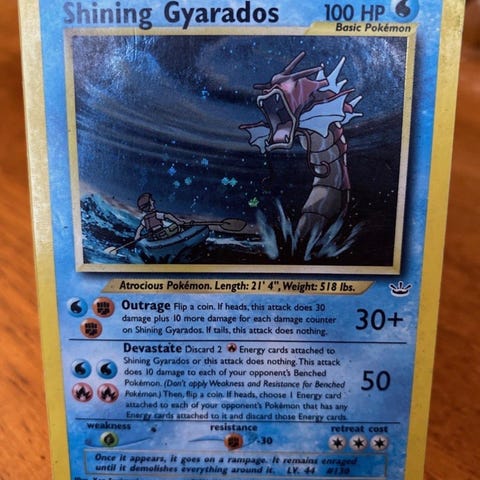 Shining Gyarados 100 HP
Basic Pokémon
Atrocious Pokémon. Length: 21' 4", Weight: 518 lbs.
Outrage Flip a coin. If heads, this attack does 30
damage plus 10 more damage for each damage counter
on Shining Gyarados. If tails, this attack does nothing.
30+
Devastate Discard 2 Energy cards attached to
Shining Gyarados or this attack does nothing. This attack
does 10 damage to each of your opponent's Benched
Pokémon. (Don't apply Weakness and Resistance for Benched
Pokémon.) Then, flip a coin. If heads, choose 1 Energy card
attached to each of your opponent's Pokémon that has any
Energy cards attached to it and discard those Energy cards.
50
weakness resistance retreat cost
-30
Once it appears, it goes on a rampage. It remains enraged
until it demolishes everything around it. LV. 44 #130